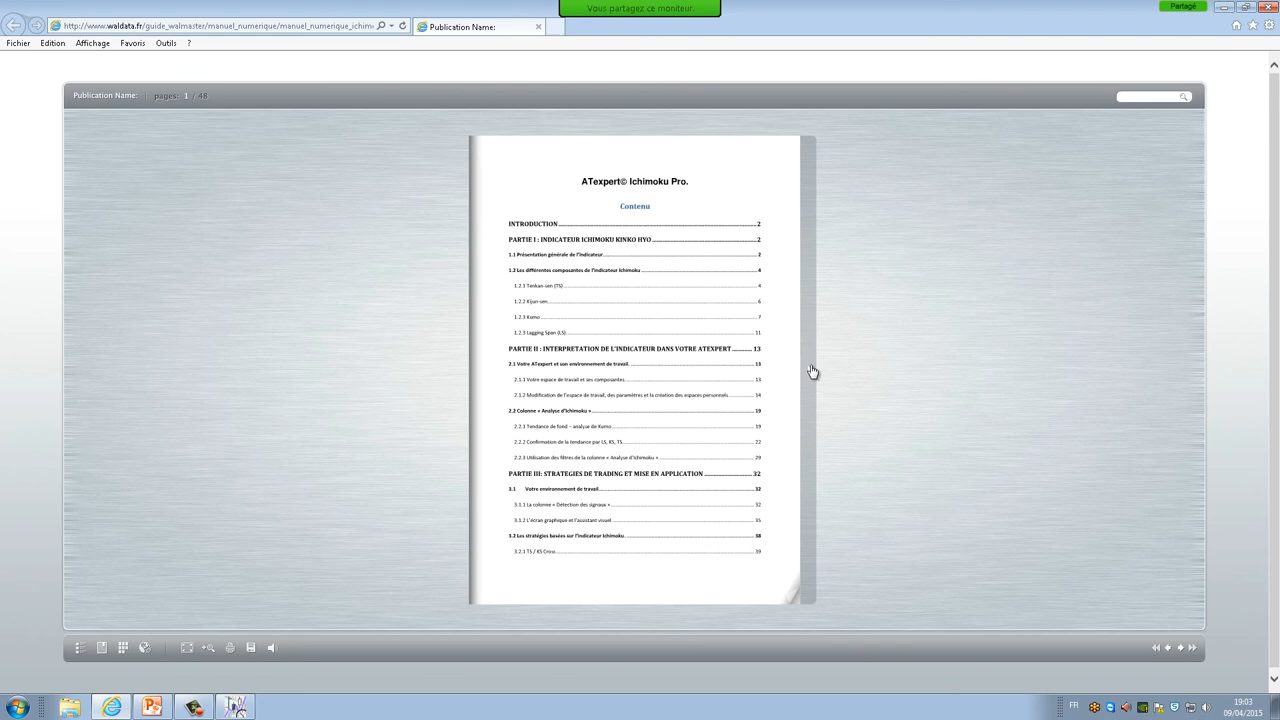 Vous partagez ce moniteur.
Partagé
http://www.waldata.fr/guide_walmaster/manuel_numerique/manuel_numerique_ichim
Publication Name:
Fichier Edition Affichage Favoris Outils ?
Publication Name: | pages: 1 / 48
ATexpert© Ichimoku Pro.
Contenu
INTRODUCTION 2
PARTIE I : INDICATEUR ICHIMOKU KINKO HYO 2
1.1 Présentation générale de l'indicateur 2
1.2 Les différentes composantes de l'indicateur Ichimoku 4
1.2.1 Tenkan-sen (TS) 4
1.2.2 Kijun-sen 6
1.2.3 Kumo 7
1.2.3 Lagging Span (LS) 11
PARTIE II : INTERPRETATION DE L'INDICATEUR DANS VOTRE ATEXPERT 13
2.1 Votre ATexpert et son environnement de travail. 13
2.1.1 Votre espace de travail et ses composantes. 13
2.1.2 Modification de l'espace de travail, des paramètres et la création des espaces personnels 14
2.2 Colonne « Analyse d'Ichimoku » 19
2.2.1 Tendance de fond – analyse de Kumo 19
2.2.2 Confirmation de la tendance par LS, KS, TS. 22
2.2.3 Utilisation des filtres de la colonne « Analyse d'Ichimoku » 29
PARTIE III: STRATEGIES DE TRADING ET MISE EN APPLICATION 32
3.1 Votre environnement de travail 32
3.1.1 La colonne « Détection des signaux » 32
3.1.2 L'écran graphique et l'assistant visuel 35
3.2 Les stratégies basées sur l'indicateur Ichimoku 38
3.2.1 TS / KS Cross 39
FR
19:03
09/04/2015